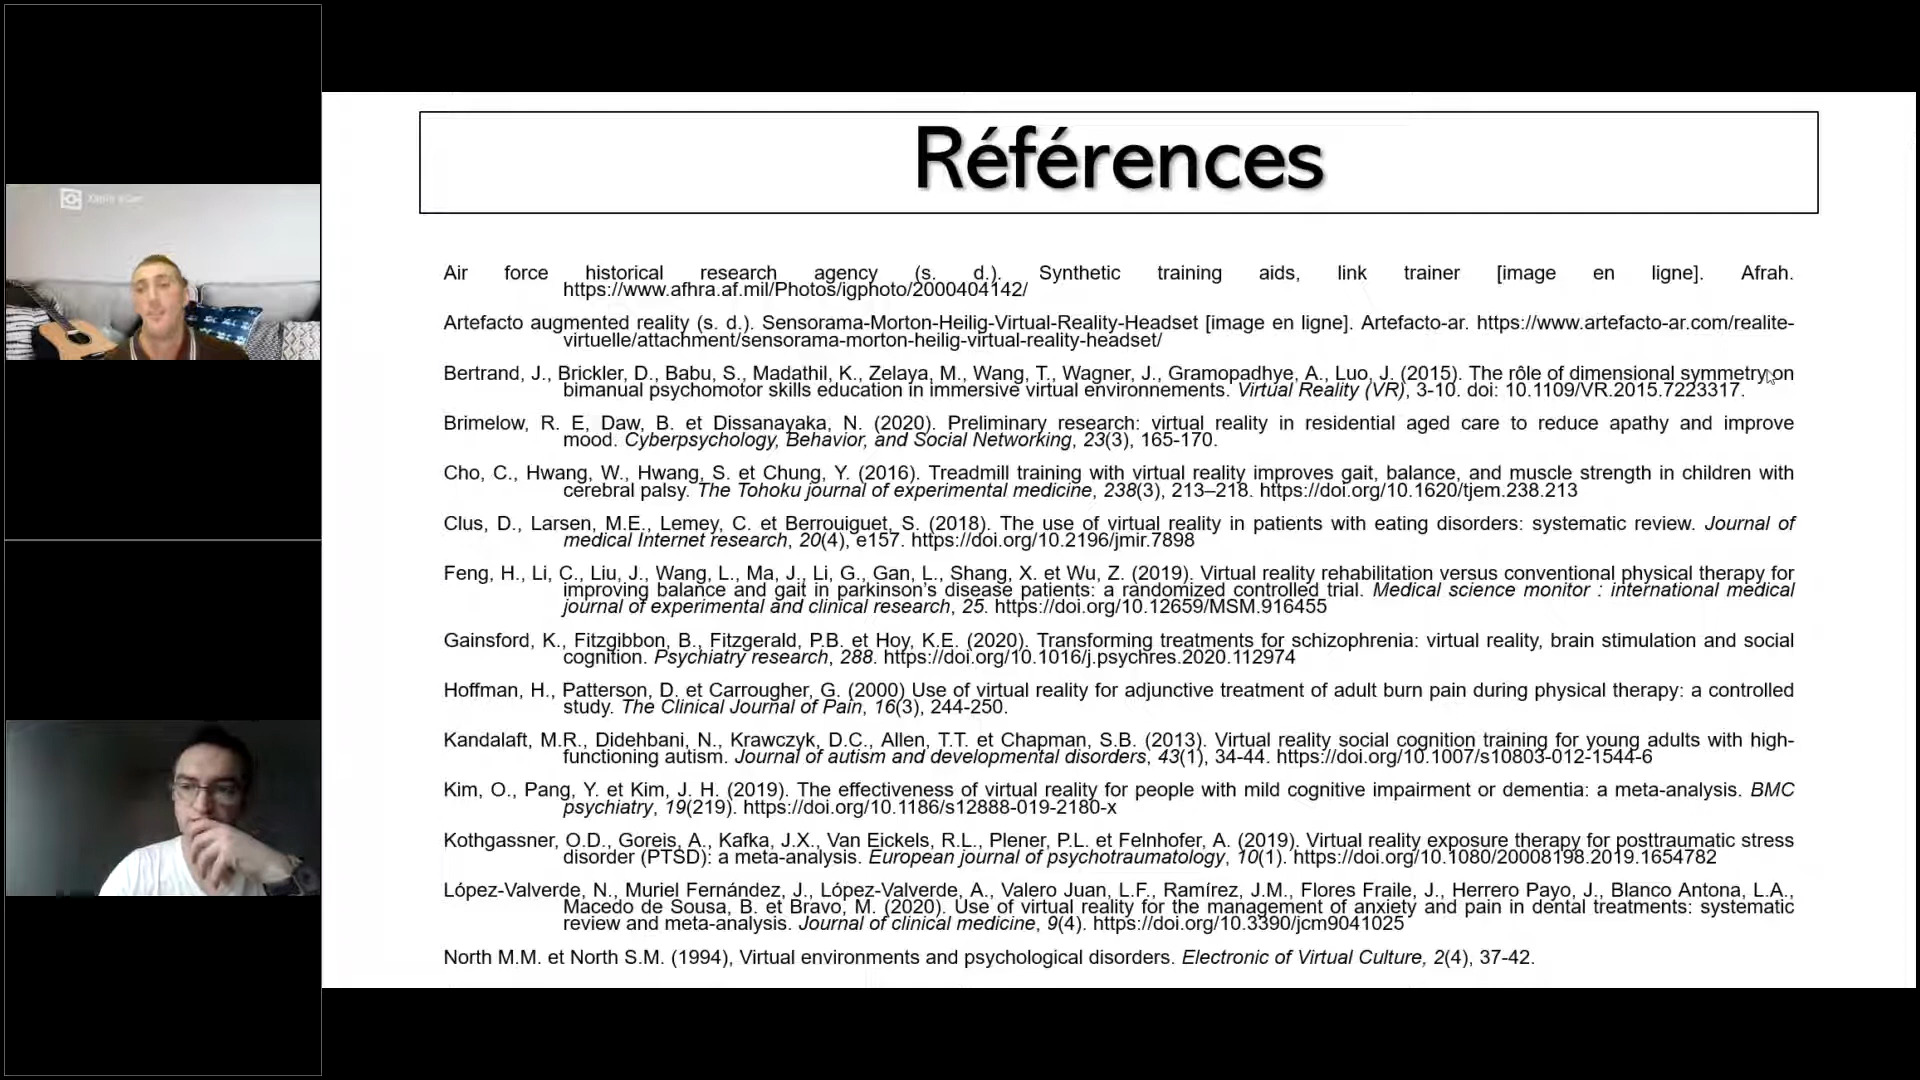 Références
Air force historical research agency (s. d.). Synthetic training aids, link trainer [image en ligne]. Afrah.
https://www.afhra.af.mil/Photos/igphoto/2000404142/
Artefacto augmented reality (s. d.). Sensorama-Morton-Heilig-Virtual-Reality-Headset [image en ligne]. Artefacto-ar. https://www.artefacto-ar.com/realite-
virtuelle/attachment/sensorama-morton-heilig-virtual-reality-headset/
Bertrand, J., Brickler, D., Babu, S., Madathil, K., Zelaya, M., Wang, T., Wagner, J., Gramopadhye, A., Luo, J. (2015). The rôle of dimensional symmetry on
bimanual psychomotor skills education in immersive virtual environnements. Virtual Reality (VR), 3-10. doi: 10.1109/VR.2015.7223317.
Brimelow, R. E, Daw, B. et Dissanayaka, N. (2020). Preliminary research: virtual reality in residential aged care to reduce apathy and improve
mood. Cyberpsychology, Behavior, and Social Networking, 23(3), 165-170.
Cho, C., Hwang, W., Hwang, S. et Chung, Y. (2016). Treadmill training with virtual reality improves gait, balance, and muscle strength in children with
cerebral palsy. The Tohoku journal of experimental medicine, 238(3), 213–218. https://doi.org/10.1620/tjem.238.213
Clus, D., Larsen, M.E., Lemey, C. et Berrouiguet, S. (2018). The use of virtual reality in patients with eating disorders: systematic review. Journal of
medical Internet research, 20(4), e157. https://doi.org/10.2196/jmir.7898
Feng, H., Li, C., Liu, J., Wang, L., Ma, J., Li, G., Gan, L., Shang, X. et Wu, Z. (2019). Virtual reality rehabilitation versus conventional physical therapy for
improving balance and gait in parkinson's disease patients: a randomized controlled trial. Medical science monitor : international medical
journal of experimental and clinical research, 25. https://doi.org/10.12659/MSM.916455
Gainsford, K., Fitzgibbon, B., Fitzgerald, P.B. et Hoy, K.E. (2020). Transforming treatments for schizophrenia: virtual reality, brain stimulation and social
cognition. Psychiatry research, 288. https://doi.org/10.1016/j.psychres.2020.112974
Hoffman, H., Patterson, D. et Carrougher, G. (2000) Use of virtual reality for adjunctive treatment of adult burn pain during physical therapy: a controlled
study. The Clinical Journal of Pain, 16(3), 244-250.
Kandalaft, M.R., Didehbani, N., Krawczyk, D.C., Allen, T.T. et Chapman, S.B. (2013). Virtual reality social cognition training for young adults with high-
functioning autism. Journal of autism and developmental disorders, 43(1), 34-44. https://doi.org/10.1007/s10803-012-1544-6
Kim, O., Pang, Y. et Kim, J. H. (2019). The effectiveness of virtual reality for people with mild cognitive impairment or dementia: a meta-analysis. BMC
psychiatry, 19(219). https://doi.org/10.1186/s12888-019-2180-x
Kothgassner, O.D., Goreis, A., Kafka, J.X., Van Eickels, R.L., Plener, P.L. et Felnhofer, A. (2019). Virtual reality exposure therapy for posttraumatic stress
disorder (PTSD): a meta-analysis. European journal of psychotraumatology, 10(1). https://doi.org/10.1080/20008198.2019.1654782
López-Valverde, N., Muriel Fernández, J., López-Valverde, A., Valero Juan, L.F., Ramírez, J.M., Flores Fraile, J., Herrero Payo, J., Blanco Antona, L.A.,
Macedo de Sousa, B. et Bravo, M. (2020). Use of virtual reality for the management of anxiety and pain in dental treatments: systematic
review and meta-analysis. Journal of clinical medicine, 9(4). https://doi.org/10.3390/jcm9041025
North M.M. et North S.M. (1994), Virtual environments and psychological disorders. Electronic of Virtual Culture, 2(4), 37-42.